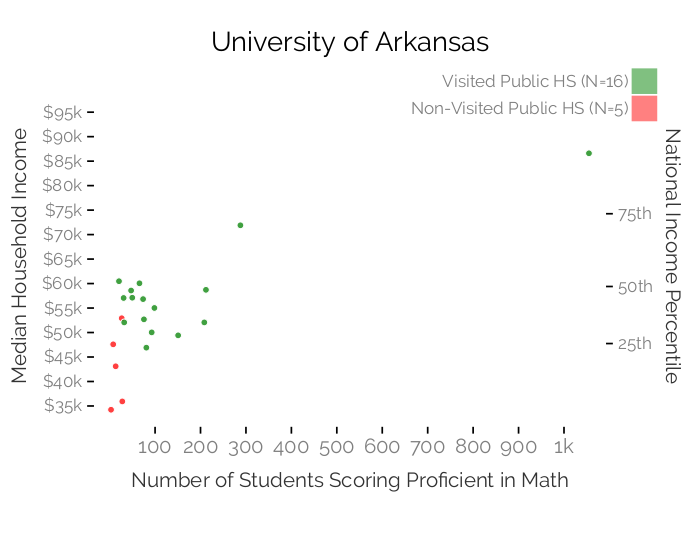 University of Arkansas
Visited Public HS (N=16)
Non-Visited Public HS (N=5)
Median Household Income
$95k
$90k
$85k
$80k
$75k
$70k
$65k
$60k
$55k
$50k
$45k
$40k
$35k
75th
50th
25th
National Income Percentile
100 200 300 400 500 600 700 800 900 1k
Number of Students Scoring Proficient in Math